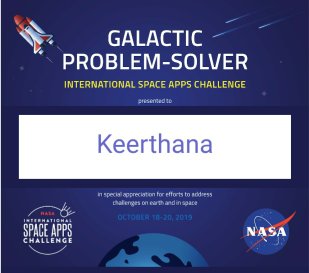 GALACTIC
PROBLEM-SOLVER
INTERNATIONAL SPACE APPS CHALLENGE
presented to
Keerthana
in special appreciation for efforts to address
challenges on earth and in space
OCTOBER 18-20, 2019
NASA
INTERNATIONAL
SPACE APPS
CHALLENGE
NASA